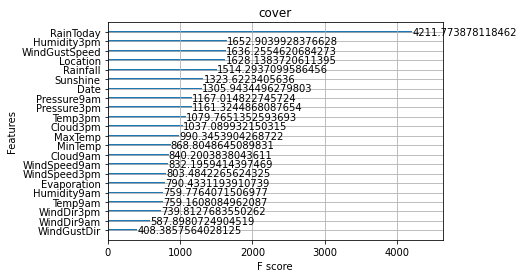 cover
RainToday 4211.773878118462
Humidity3pm 1652.9039928376628
WindGustSpeed 1636.2554620684273
Location 1628.1383720611395
Rainfall 1514.2937099586456
Sunshine 1323.6223405636
Date 1305.9434496279803
Pressure9am 1167.014822745724
Pressure3pm 1161.3244868087654
Temp3pm 1079.7651352593693
Cloud3pm 1037.089932150315
MaxTemp 990.3453904268722
MinTemp 868.8048645089831
Cloud9am 840.2003838043611
WindSpeed9am 832.1959414397469
WindSpeed3pm 803.4842265624325
Evaporation 790.4331193910739
Humidity9am 759.7764071506977
Temp9am 759.1608084962087
WindDir3pm 739.8127683550262
WindDir9am 587.8980724904519
WindGustDir 408.3857564028125
Features
0 1000 2000 3000 4000
F score